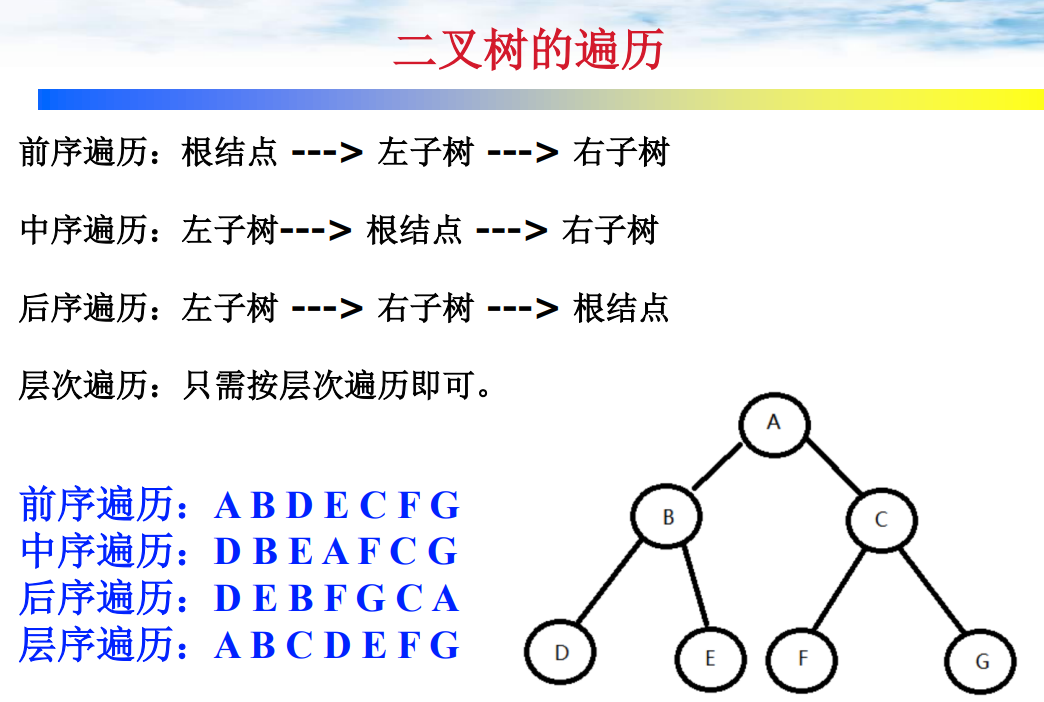 二叉树的遍历
前序遍历：根结点 ---> 左子树 ---> 右子树
中序遍历：左子树---> 根结点 ---> 右子树
后序遍历：左子树 ---> 右子树 ---> 根结点
层次遍历：只需按层次遍历即可。
前序遍历：A B D E C F G
中序遍历：D B E A F C G
后序遍历：D E B F G C A
层序遍历：A B C D E F G
A
B C
D E F G